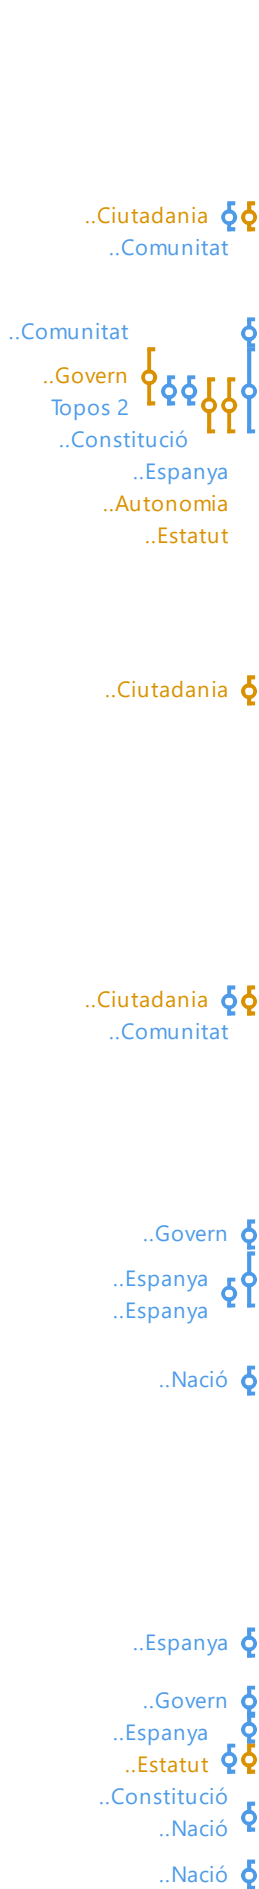 ..Ciutadania
..Comunitat
..Comunitat
..Govern
Topos 2
..Constitució
..Espanya
..Autonomia
..Estatut
..Ciutadania
..Ciutadania
..Comunitat
..Govern
..Espanya
..Espanya
..Nació
..Espanya
..Govern
..Espanya
..Estatut
..Constitució
..Nació
..Nació